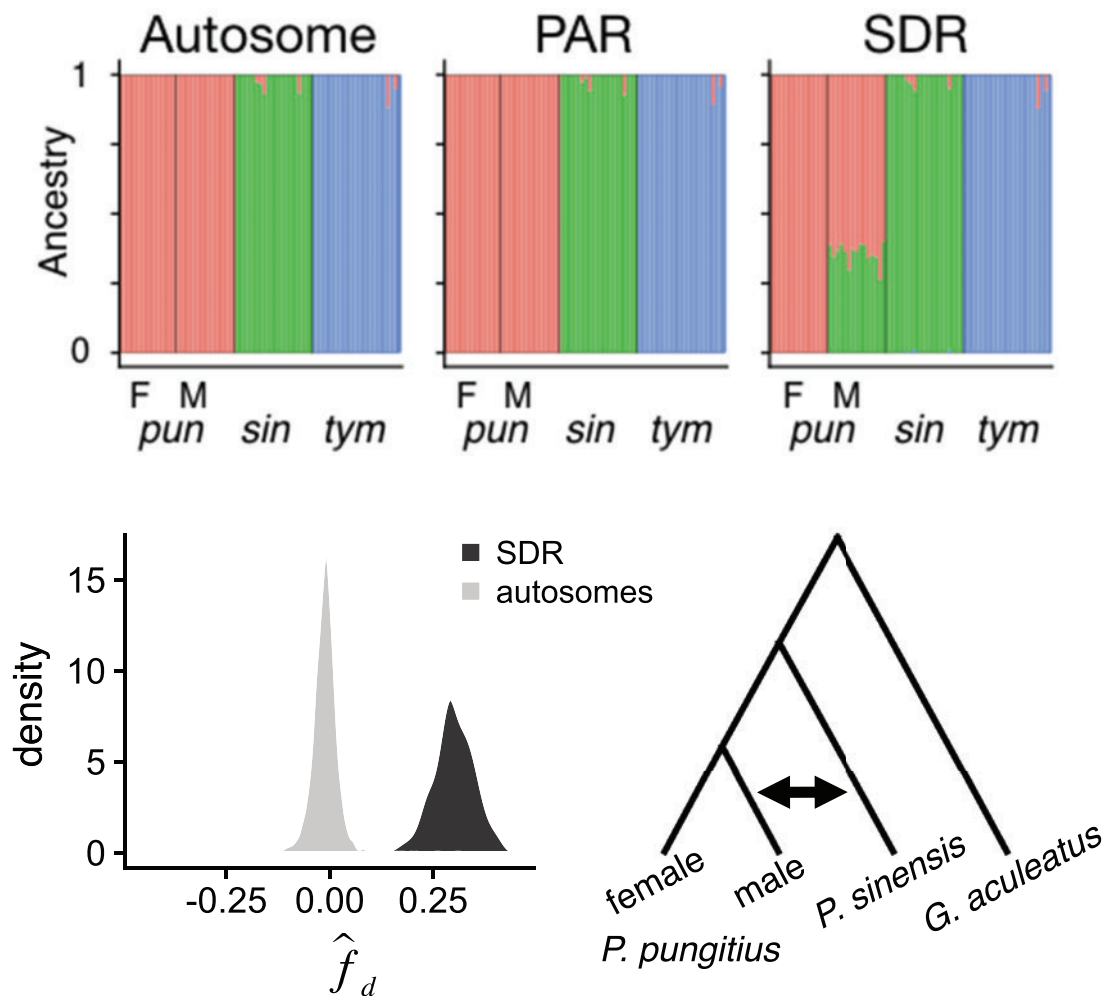 Autosome PAR SDR
Ancestry
1
0
F M F M F M
pun sin tym pun sin tym pun sin tym
density
15
10
5
0
SDR
autosomes
-0.25 0.00 0.25
f̂ d
female male P. sinensis G. aculeatus
P. pungitius